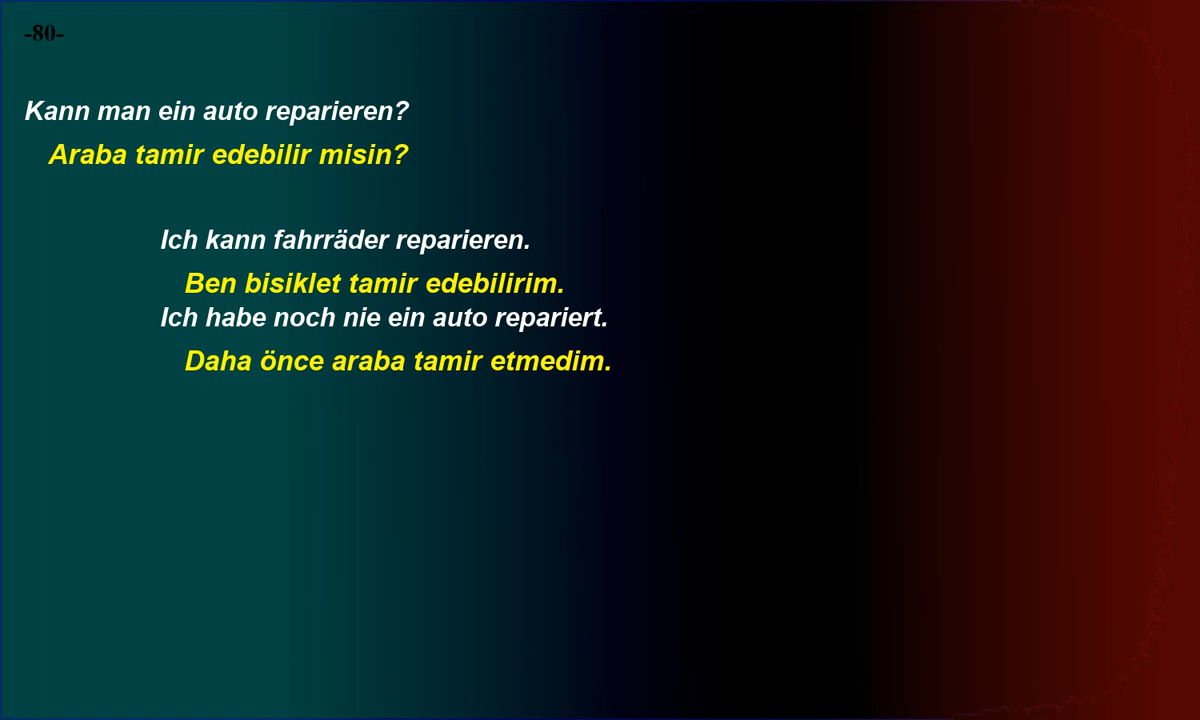 -80-
Kann man ein auto reparieren?
Araba tamir edebilir misin?
Ich kann fahrräder reparieren.
Ben bisiklet tamir edebilirim.
Ich habe noch nie ein auto repariert.
Daha önce araba tamir etmedim.